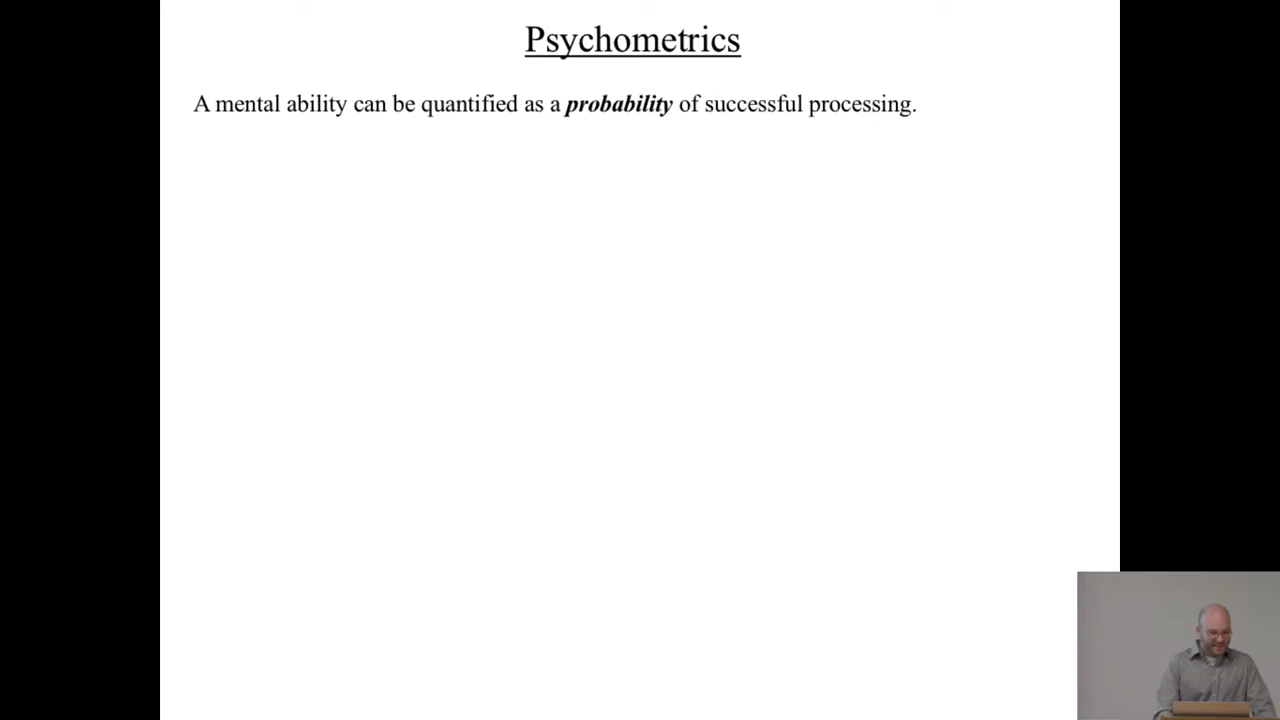 Psychometrics
A mental ability can be quantified as a probability of successful processing.